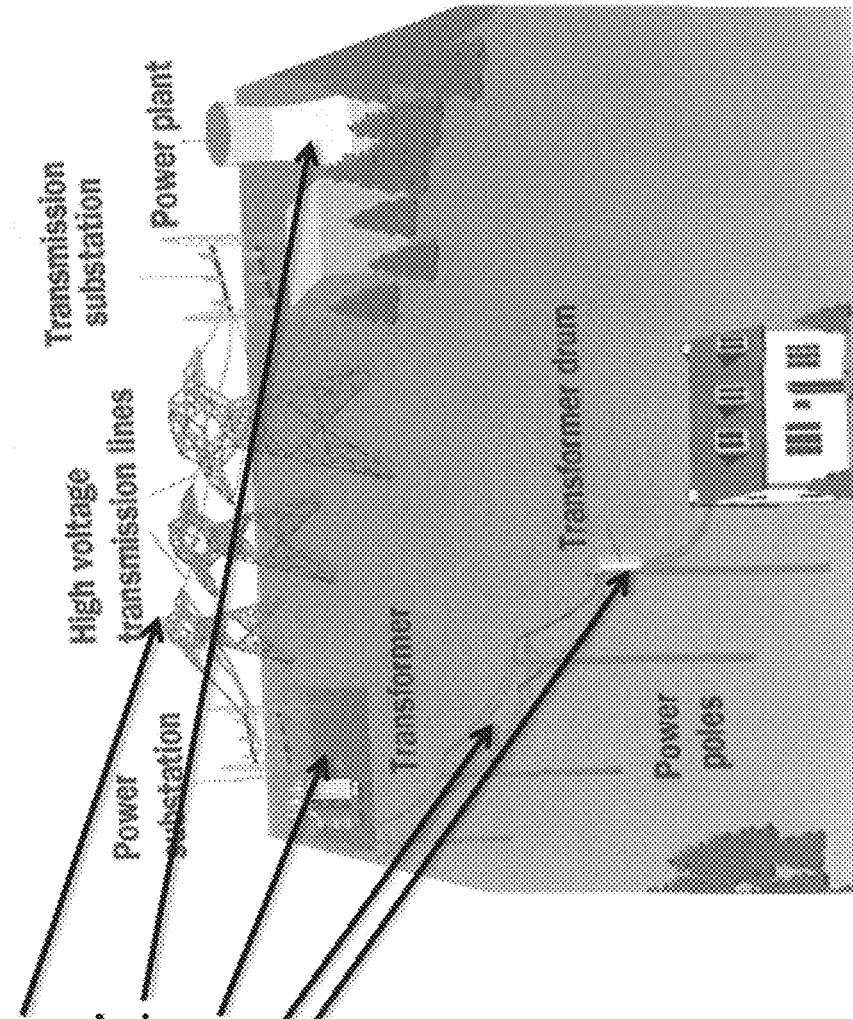 Power plant
Transmission
substation
High voltage
transmission lines
Power
substation
Transformer
Transformer drum
Power
poles